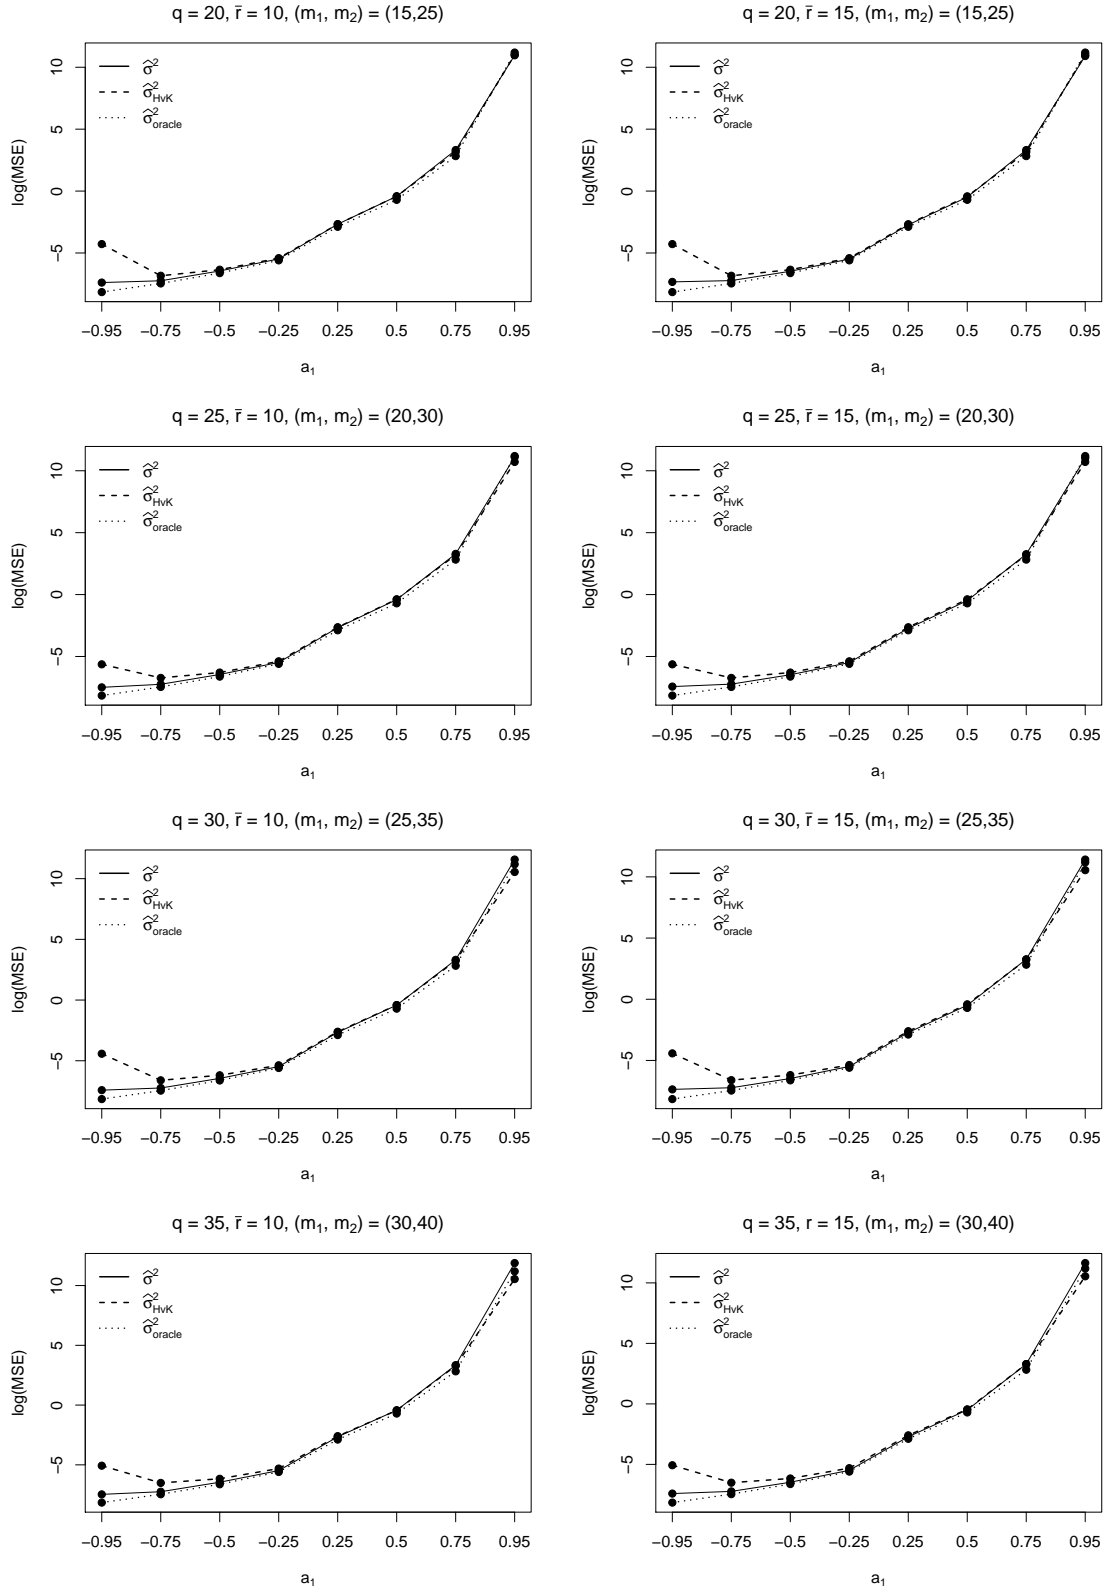 q = 20, r̄ = 10, (m₁, m₂) = (15,25)
log(MSE)
10
5
0
−5
σ̂²
σ̂²HvK
σ̂²oracle
−0.95 −0.75 −0.5 −0.25 0.25 0.5 0.75 0.95
a₁
q = 20, r̄ = 15, (m₁, m₂) = (15,25)
log(MSE)
10
5
0
−5
σ̂²
σ̂²HvK
σ̂²oracle
−0.95 −0.75 −0.5 −0.25 0.25 0.5 0.75 0.95
a₁
q = 25, r̄ = 10, (m₁, m₂) = (20,30)
log(MSE)
10
5
0
−5
σ̂²
σ̂²HvK
σ̂²oracle
−0.95 −0.75 −0.5 −0.25 0.25 0.5 0.75 0.95
a₁
q = 25, r̄ = 15, (m₁, m₂) = (20,30)
log(MSE)
10
5
0
−5
σ̂²
σ̂²HvK
σ̂²oracle
−0.95 −0.75 −0.5 −0.25 0.25 0.5 0.75 0.95
a₁
q = 30, r̄ = 10, (m₁, m₂) = (25,35)
log(MSE)
10
5
0
−5
σ̂²
σ̂²HvK
σ̂²oracle
−0.95 −0.75 −0.5 −0.25 0.25 0.5 0.75 0.95
a₁
q = 30, r̄ = 15, (m₁, m₂) = (25,35)
log(MSE)
10
5
0
−5
σ̂²
σ̂²HvK
σ̂²oracle
−0.95 −0.75 −0.5 −0.25 0.25 0.5 0.75 0.95
a₁
q = 35, r̄ = 10, (m₁, m₂) = (30,40)
log(MSE)
10
5
0
−5
σ̂²
σ̂²HvK
σ̂²oracle
−0.95 −0.75 −0.5 −0.25 0.25 0.5 0.75 0.95
a₁
q = 35, r = 15, (m₁, m₂) = (30,40)
log(MSE)
10
5
0
−5
σ̂²
σ̂²HvK
σ̂²oracle
−0.95 −0.75 −0.5 −0.25 0.25 0.5 0.75 0.95
a₁